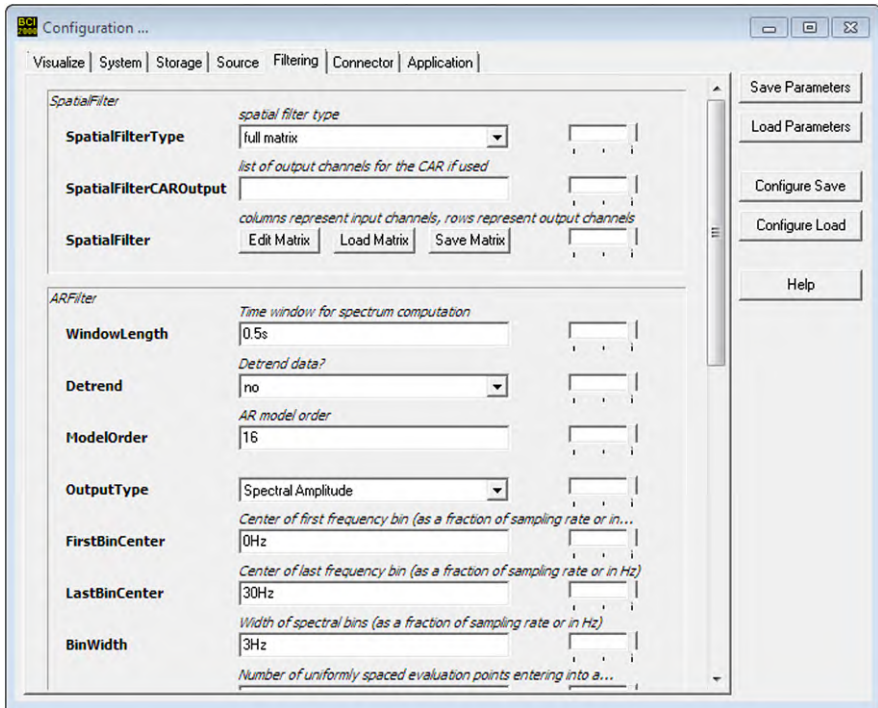 BCI 2000 Configuration ...
Visualize System Storage Source Filtering Connector Application
SpatialFilter
spatial filter type
SpatialFilterType full matrix
list of output channels for the CAR if used
SpatialFilterCAROutput
columns represent input channels, rows represent output channels
SpatialFilter Edit Matrix Load Matrix Save Matrix
ARFilter
Time window for spectrum computation
WindowLength 0.5s
Detrend data?
Detrend no
AR model order
ModelOrder 16
OutputType Spectral Amplitude
Center of first frequency bin (as a fraction of sampling rate or in...
FirstBinCenter 0Hz
Center of last frequency bin (as a fraction of sampling rate or in Hz)
LastBinCenter 30Hz
Width of spectral bins (as a fraction of sampling rate or in Hz)
BinWidth 3Hz
Number of uniformly spaced evaluation points entering into a...
Save Parameters
Load Parameters
Configure Save
Configure Load
Help